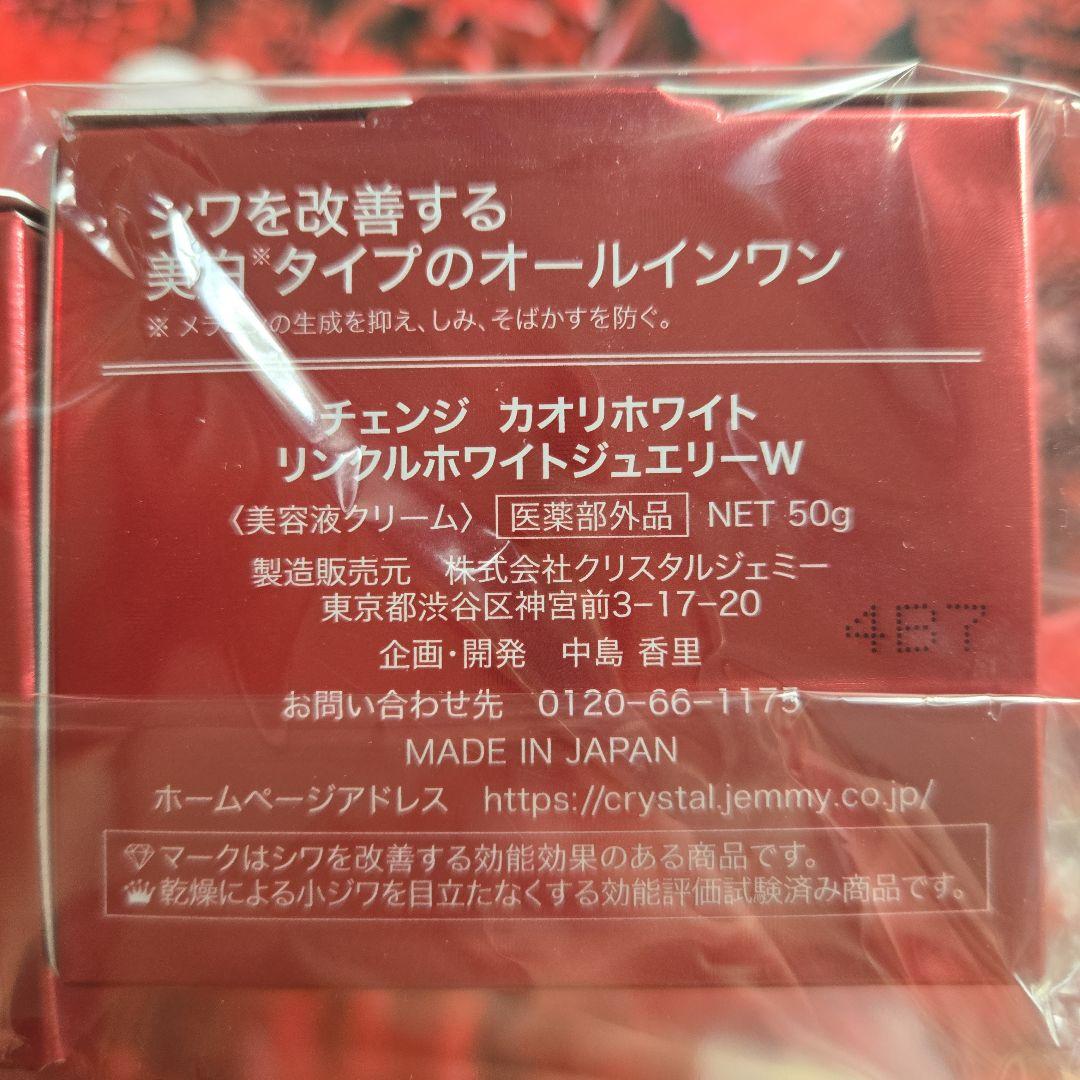 シワを改善する
美白※タイプのオールインワン
※ メラニンの生成を抑え、しみ、そばかすを防ぐ。
チェンジ カオリホワイト
リンクルホワイトジュエリーW
〈美容液クリーム〉 医薬部外品 NET 50g
製造販売元 株式会社クリスタルジェミー
東京都渋谷区神宮前3-17-20
4B7
企画・開発 中島 香里
お問い合わせ先 0120-66-1175
MADE IN JAPAN
ホームページアドレス https://crystal.jemmy.co.jp/
マークはシワを改善する効能効果のある商品です。
乾燥による小ジワを目立たなくする効能評価試験済み商品です。